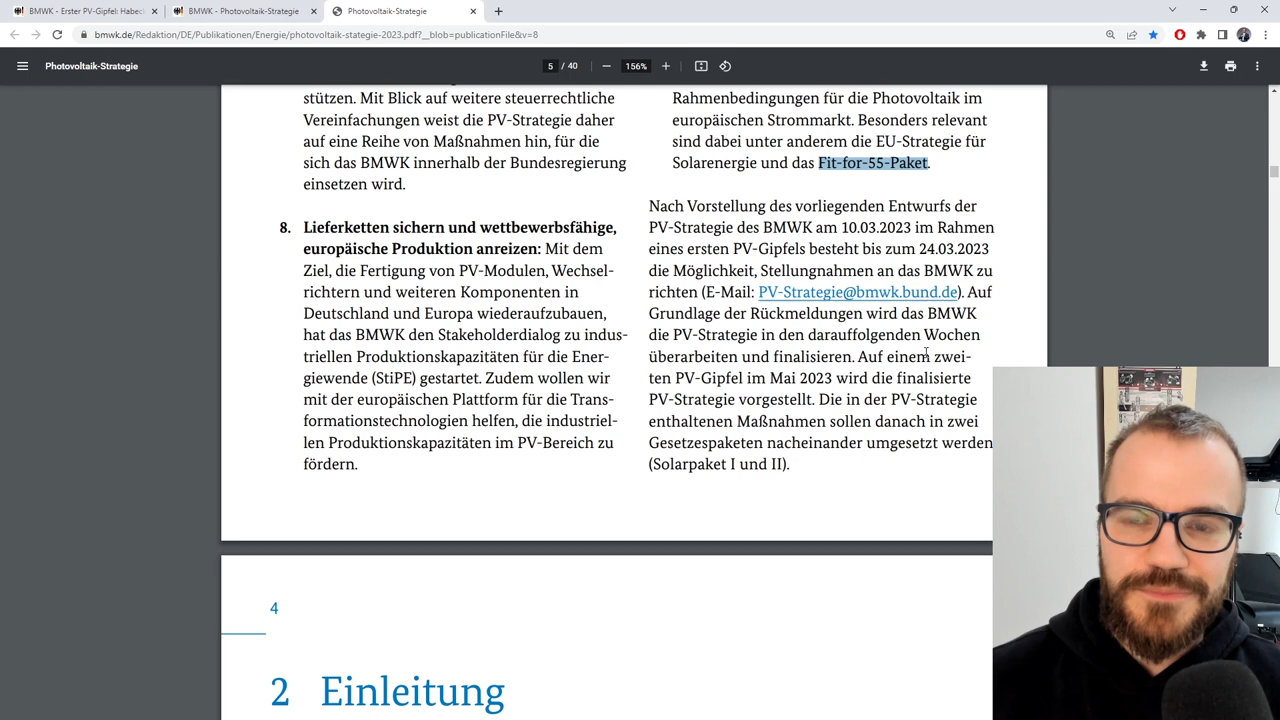 BMWK - Erster PV-Gipfel: Habeck
BMWK - Photovoltaik-Strategie
Photovoltaik-Strategie
bmwk.de/Redaktion/DE/Publikationen/Energie/photovoltaik-stategie-2023.pdf?__blob=publicationFile&v=8
Photovoltaik-Strategie
5 / 40
156%
stützen. Mit Blick auf weitere steuerrechtliche
Vereinfachungen weist die PV-Strategie daher
auf eine Reihe von Maßnahmen hin, für die
sich das BMWK innerhalb der Bundesregierung
einsetzen wird.
8. Lieferketten sichern und wettbewerbsfähige,
europäische Produktion anreizen: Mit dem
Ziel, die Fertigung von PV-Modulen, Wechsel-
richtern und weiteren Komponenten in
Deutschland und Europa wiederaufzubauen,
hat das BMWK den Stakeholderdialog zu indus-
triellen Produktionskapazitäten für die Ener-
giewende (StiPE) gestartet. Zudem wollen wir
mit der europäischen Plattform für die Trans-
formationstechnologien helfen, die industriel-
len Produktionskapazitäten im PV-Bereich zu
fördern.
Rahmenbedingungen für die Photovoltaik im
europäischen Strommarkt. Besonders relevant
sind dabei unter anderem die EU-Strategie für
Solarenergie und das Fit-for-55-Paket.
Nach Vorstellung des vorliegenden Entwurfs der
PV-Strategie des BMWK am 10.03.2023 im Rahmen
eines ersten PV-Gipfels besteht bis zum 24.03.2023
die Möglichkeit, Stellungnahmen an das BMWK zu
richten (E-Mail: PV-Strategie@bmwk.bund.de). Auf
Grundlage der Rückmeldungen wird das BMWK
die PV-Strategie in den darauffolgenden Wochen
überarbeiten und finalisieren. Auf einem zwei-
ten PV-Gipfel im Mai 2023 wird die finalisierte
PV-Strategie vorgestellt. Die in der PV-Strategie
enthaltenen Maßnahmen sollen danach in zwei
Gesetzespaketen nacheinander umgesetzt werden
(Solarpaket I und II).
4
2 Einleitung